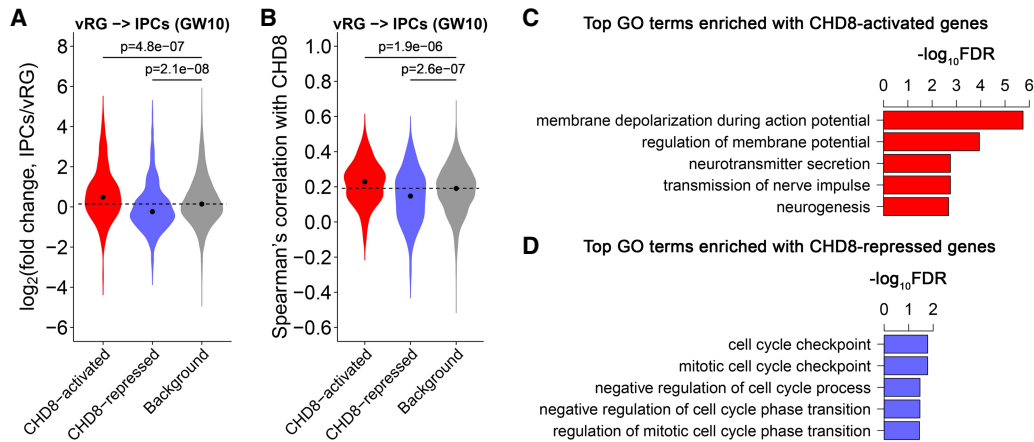 A
vRG −> IPCs (GW10)
p=4.8e−07
p=2.1e−08
log2(fold change, IPCs/vRG)
8
6
4
2
0
−2
−4
−6
CHD8-activated
CHD8-repressed
Background
B
vRG −> IPCs (GW10)
p=1.9e−06
p=2.6e−07
Spearman's correlation with CHD8
1.0
0.8
0.6
0.4
0.2
0.0
−0.2
−0.4
−0.6
CHD8-activated
CHD8-repressed
Background
C
Top GO terms enriched with CHD8-activated genes
-log10FDR
0 1 2 3 4 5 6
membrane depolarization during action potential
regulation of membrane potential
neurotransmitter secretion
transmission of nerve impulse
neurogenesis
D
Top GO terms enriched with CHD8-repressed genes
-log10FDR
0 1 2
cell cycle checkpoint
mitotic cell cycle checkpoint
negative regulation of cell cycle process
negative regulation of cell cycle phase transition
regulation of mitotic cell cycle phase transition